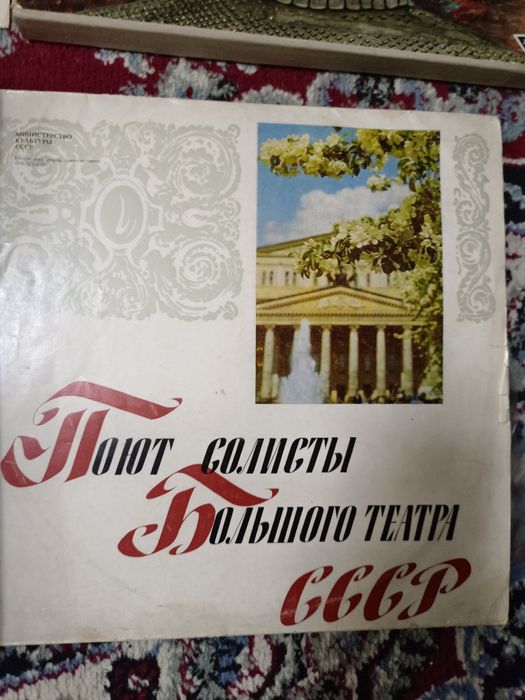 МИНИСТЕРСТВО
КУЛЬТУРЫ
СССР
Поют солисты
Большого театра
СССР